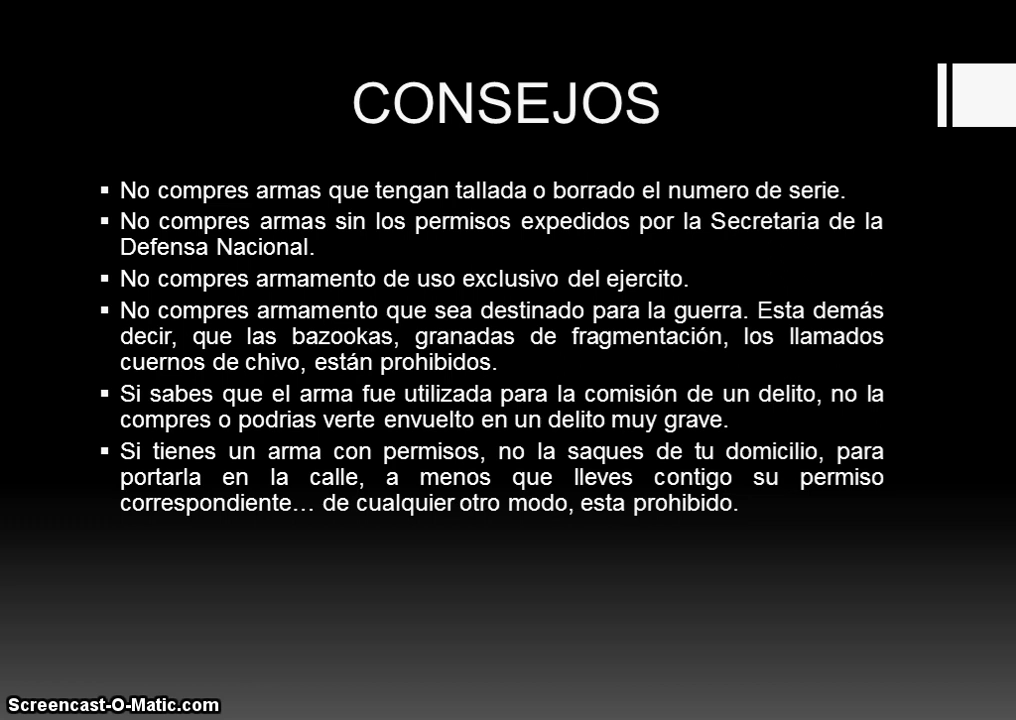 CONSEJOS
▪ No compres armas que tengan tallada o borrado el numero de serie.
▪ No compres armas sin los permisos expedidos por la Secretaria de la
Defensa Nacional.
▪ No compres armamento de uso exclusivo del ejercito.
▪ No compres armamento que sea destinado para la guerra. Esta demás
decir, que las bazookas, granadas de fragmentación, los llamados
cuernos de chivo, están prohibidos.
▪ Si sabes que el arma fue utilizada para la comisión de un delito, no la
compres o podrias verte envuelto en un delito muy grave.
▪ Si tienes un arma con permisos, no la saques de tu domicilio, para
portarla en la calle, a menos que lleves contigo su permiso
correspondiente… de cualquier otro modo, esta prohibido.
Screencast-O-Matic.com